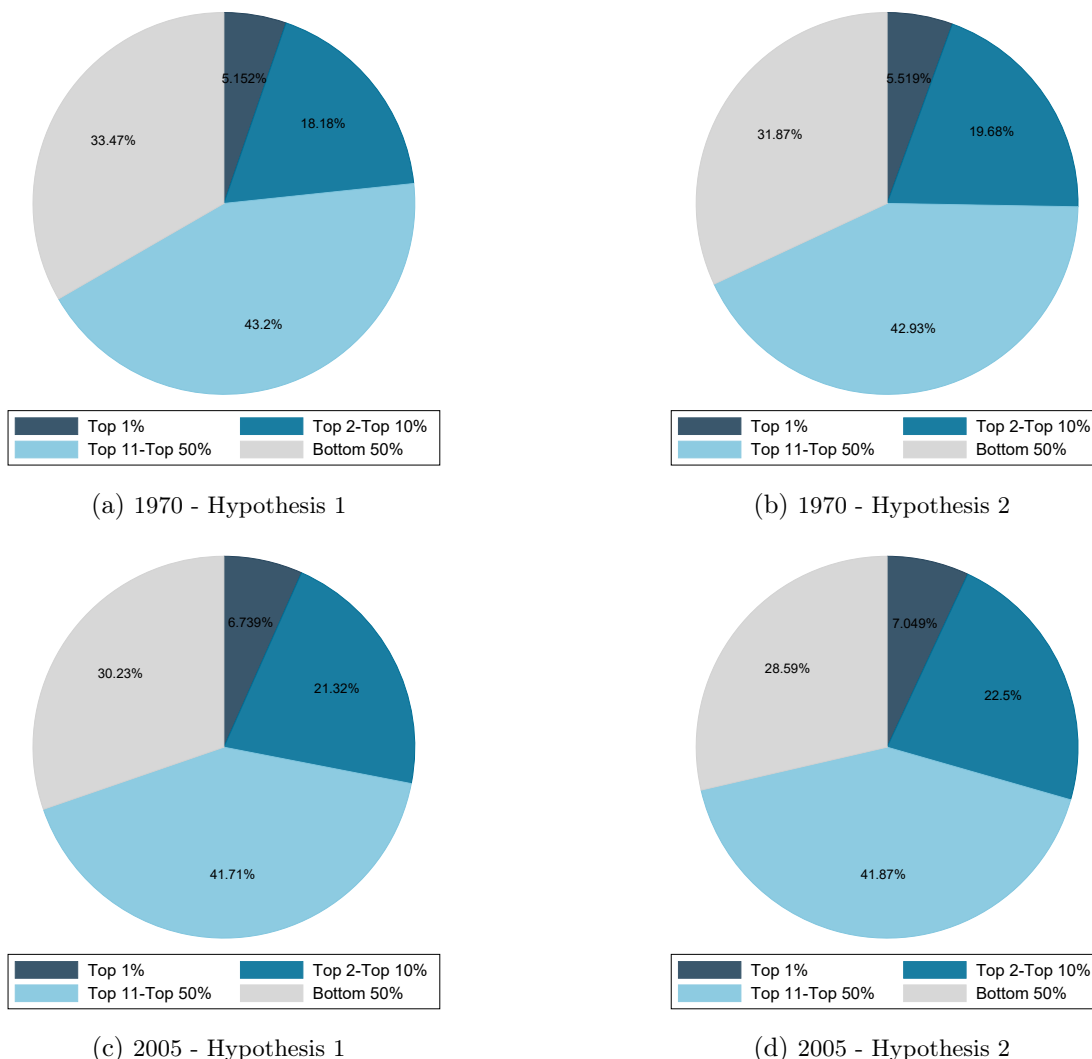 5.152%
18.18%
33.47%
43.2%
Top 1% Top 2-Top 10%
Top 11-Top 50% Bottom 50%
(a) 1970 - Hypothesis 1
5.519%
19.68%
31.87%
42.93%
Top 1% Top 2-Top 10%
Top 11-Top 50% Bottom 50%
(b) 1970 - Hypothesis 2
6.739%
21.32%
30.23%
41.71%
Top 1% Top 2-Top 10%
Top 11-Top 50% Bottom 50%
(c) 2005 - Hypothesis 1
7.049%
22.5%
28.59%
41.87%
Top 1% Top 2-Top 10%
Top 11-Top 50% Bottom 50%
(d) 2005 - Hypothesis 2